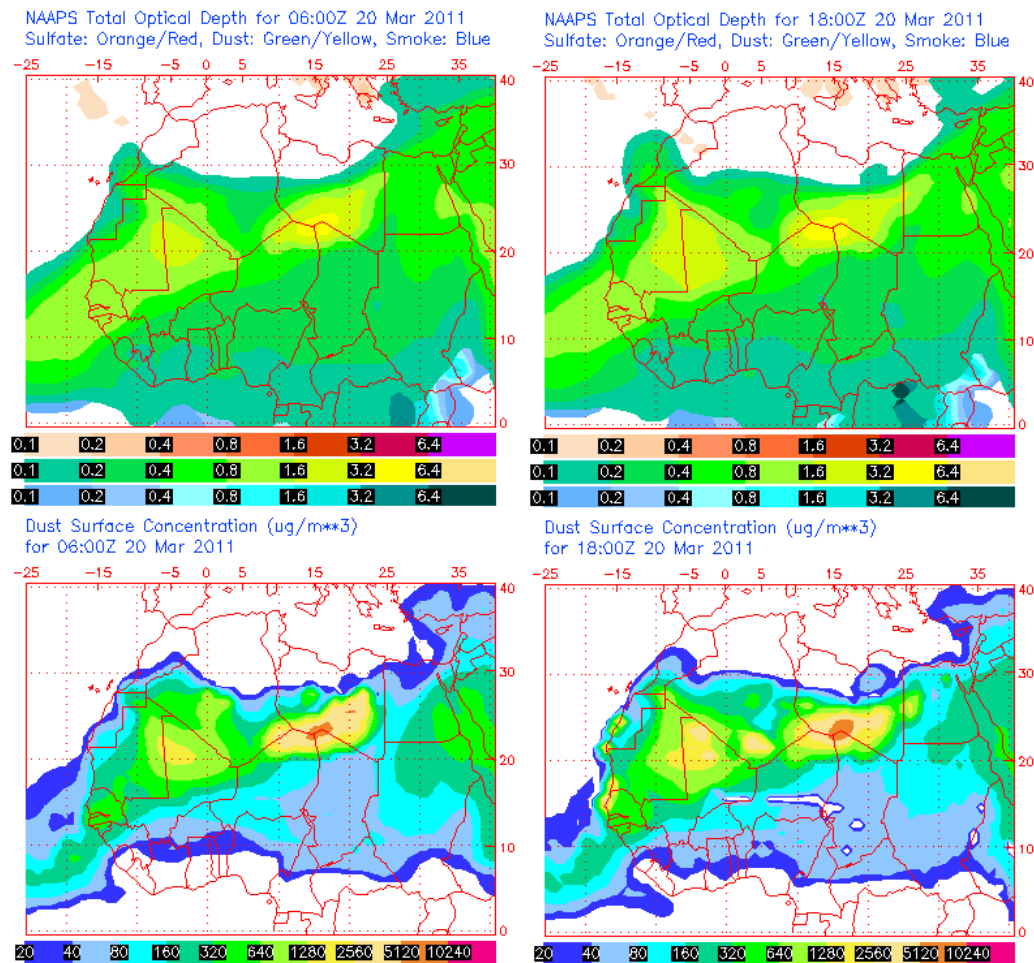 NAAPS Total Optical Depth for 06:00Z 20 Mar 2011
Sulfate: Orange/Red, Dust: Green/Yellow, Smoke: Blue
-25 -15 -5 0 5 15 25 35
40
30
20
10
0
0.1 0.2 0.4 0.8 1.6 3.2 6.4
0.1 0.2 0.4 0.8 1.6 3.2 6.4
0.1 0.2 0.4 0.8 1.6 3.2 6.4
NAAPS Total Optical Depth for 18:00Z 20 Mar 2011
Sulfate: Orange/Red, Dust: Green/Yellow, Smoke: Blue
-25 -15 -5 0 5 15 25 35
40
30
20
10
0
0.1 0.2 0.4 0.8 1.6 3.2 6.4
0.1 0.2 0.4 0.8 1.6 3.2 6.4
0.1 0.2 0.4 0.8 1.6 3.2 6.4
Dust Surface Concentration (ug/m**3)
for 06:00Z 20 Mar 2011
-25 -15 -5 0 5 15 25 35
40
30
20
10
0
20 40 80 160 320 640 1280 2560 5120 10240
Dust Surface Concentration (ug/m**3)
for 18:00Z 20 Mar 2011
-25 -15 -5 0 5 15 25 35
40
30
20
10
0
20 40 80 160 320 640 1280 2560 5120 10240